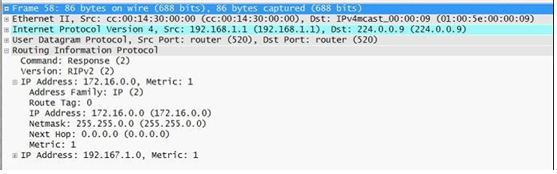 Frame 58: 86 bytes on wire (688 bits), 86 bytes captured (688 bits)
Ethernet II, Src: cc:00:14:30:00:00 (cc:00:14:30:00:00), Dst: IPv4mcast_00:00:09 (01:00:5e:00:00:09)
Internet Protocol Version 4, Src: 192.168.1.1 (192.168.1.1), Dst: 224.0.0.9 (224.0.0.9)
User Datagram Protocol, Src Port: router (520), Dst Port: router (520)
Routing Information Protocol
Command: Response (2)
Version: RIPv2 (2)
IP Address: 172.16.0.0, Metric: 1
Address Family: IP (2)
Route Tag: 0
IP Address: 172.16.0.0 (172.16.0.0)
Netmask: 255.255.0.0 (255.255.0.0)
Next Hop: 0.0.0.0 (0.0.0.0)
Metric: 1
IP Address: 192.167.1.0, Metric: 1